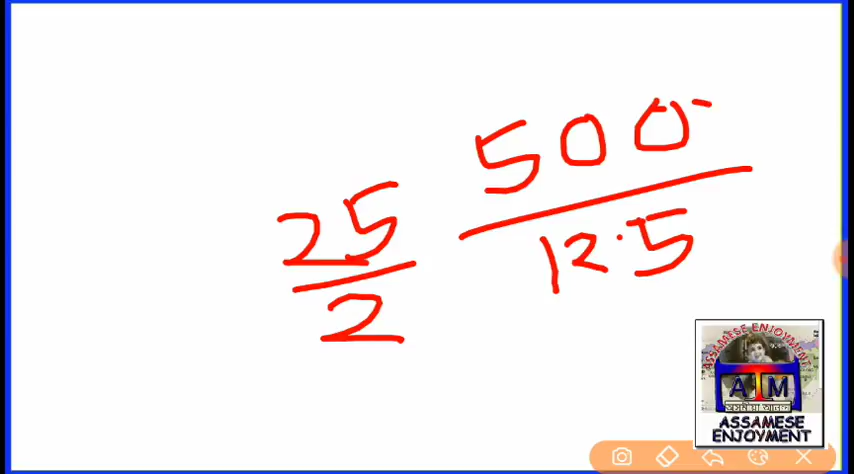 500
12.5
25
2
ASSAMESE ENJOYMENT
ATM
ASSAMESE
ENJOYMENT